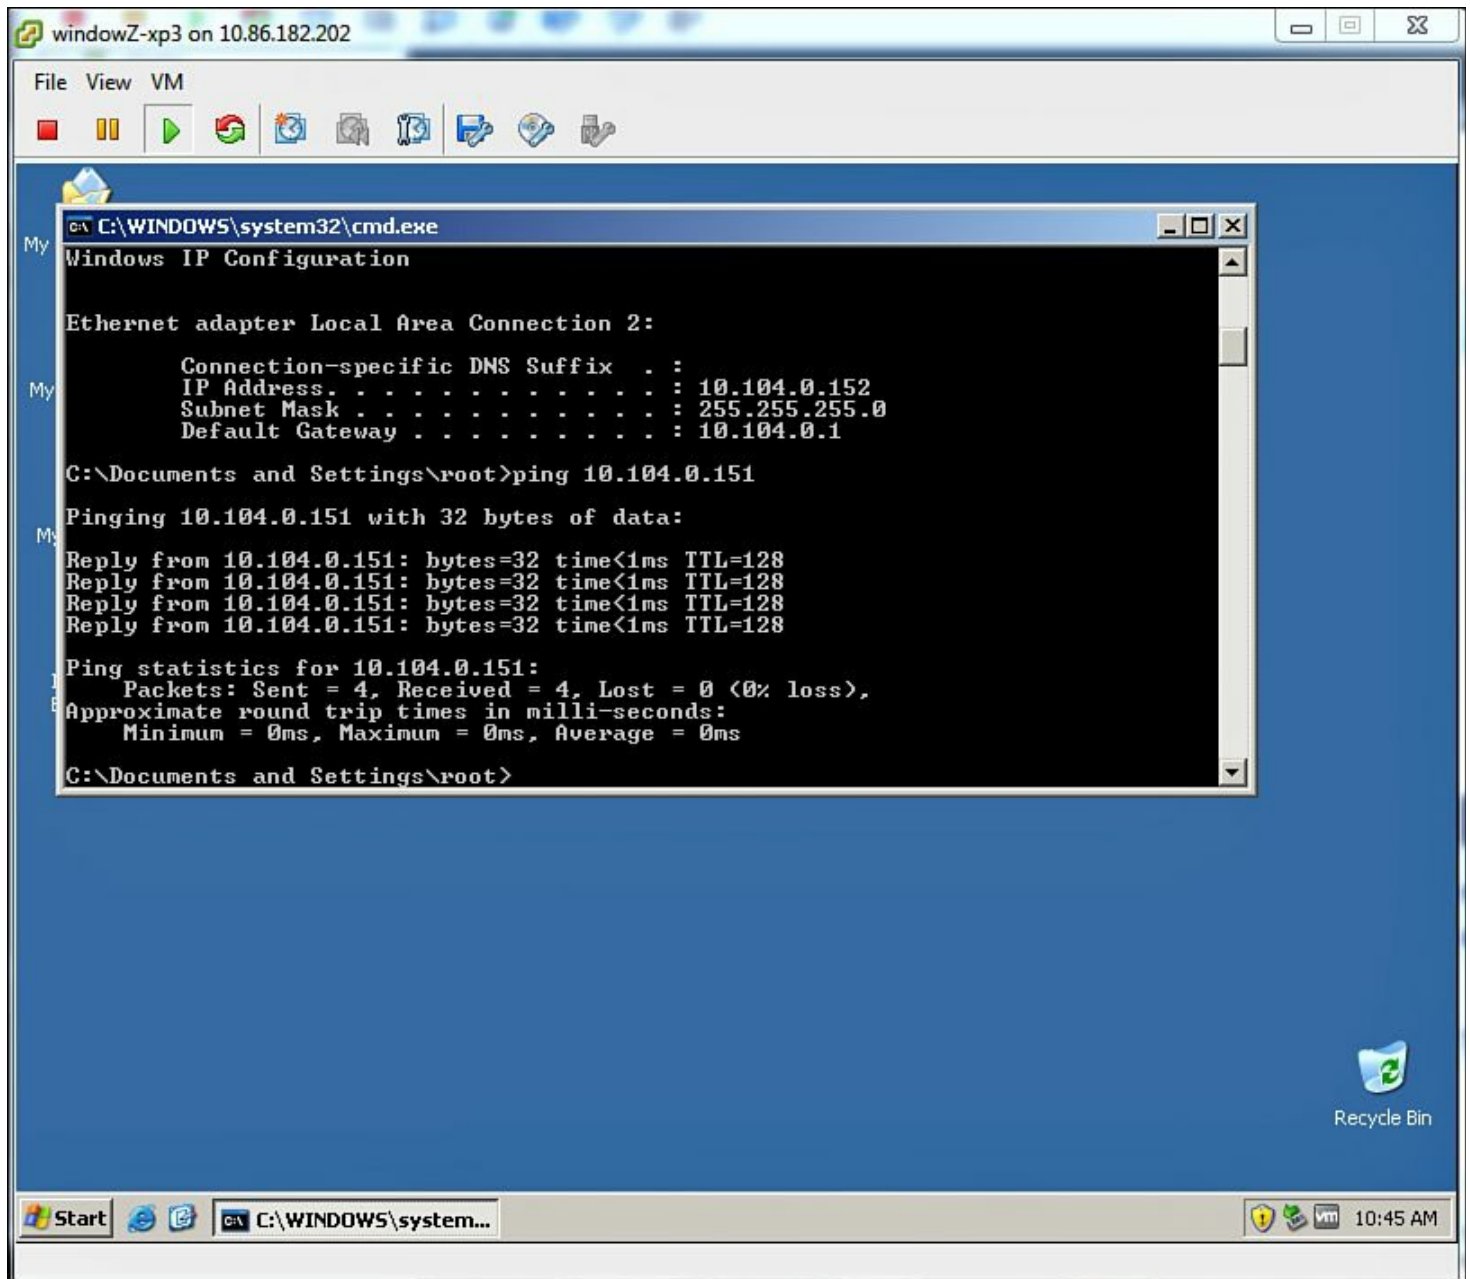 windowZ-xp3 on 10.86.182.202
File View VM
C:\WINDOWS\system32\cmd.exe
My
My
My
Windows IP Configuration
Ethernet adapter Local Area Connection 2:
Connection-specific DNS Suffix . :
IP Address. . . . . . . . . . . . : 10.104.0.152
Subnet Mask . . . . . . . . . . . : 255.255.255.0
Default Gateway . . . . . . . . . : 10.104.0.1
C:\Documents and Settings\root>ping 10.104.0.151
Pinging 10.104.0.151 with 32 bytes of data:
Reply from 10.104.0.151: bytes=32 time<1ms TTL=128
Reply from 10.104.0.151: bytes=32 time<1ms TTL=128
Reply from 10.104.0.151: bytes=32 time<1ms TTL=128
Reply from 10.104.0.151: bytes=32 time<1ms TTL=128
Ping statistics for 10.104.0.151:
Packets: Sent = 4, Received = 4, Lost = 0 (0% loss),
Approximate round trip times in milli-seconds:
Minimum = 0ms, Maximum = 0ms, Average = 0ms
C:\Documents and Settings\root>
Recycle Bin
Start
C:\WINDOWS\system...
vm
10:45 AM